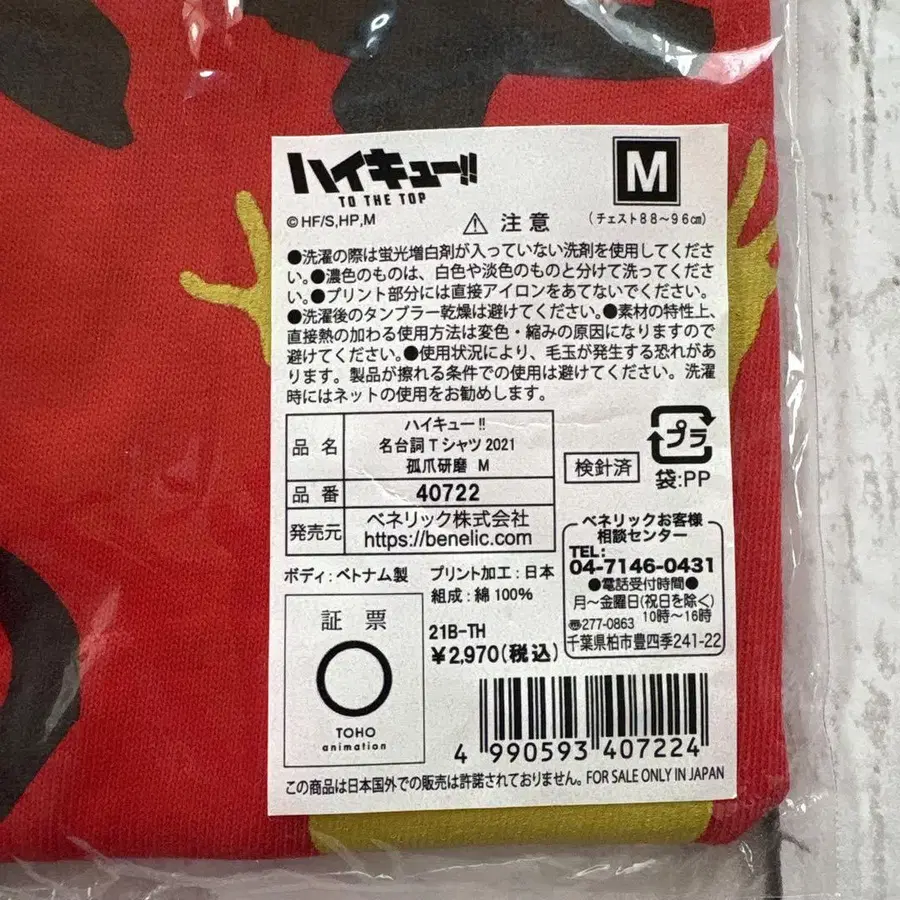 ハイキュー!!
TO THE TOP
©HF/S,HP,M
M
(チェスト88~96cm)
⚠ 注意
●洗濯の際は蛍光増白剤が入っていない洗剤を使用してくださ
い。●濃色のものは、白色や淡色のものと分けて洗ってくださ
い。●プリント部分には直接アイロンをあてないでください。
●洗濯後のタンブラー乾燥は避けてください。●素材の特性上、
直接熱の加わる使用方法は変色・縮みの原因になりますので
避けてください。●使用状況により、毛玉が発生する恐れがあ
ります。製品が擦れる条件での使用は避けてください。洗濯
時にはネットの使用をお勧めします。
品名
ハイキュー!!
名台詞Tシャツ2021
孤爪研磨 M
品番 40722
発売元
ベネリック株式会社
https://benelic.com
検針済
プラ
袋:PP
ベネリックお客様
相談センター
TEL:
04-7146-0431
●電話受付時間●
月~金曜日(祝日を除く)
10時~16時
〠277-0863
千葉県柏市豊四季241-22
ボディ:ベトナム製 プリント加工:日本
組成:綿100%
証票
TOHO
animation
21B-TH
¥2,970(税込)
4 990593 407224
この商品は日本国外での販売は許諾されておりません。FOR SALE ONLY IN JAPAN